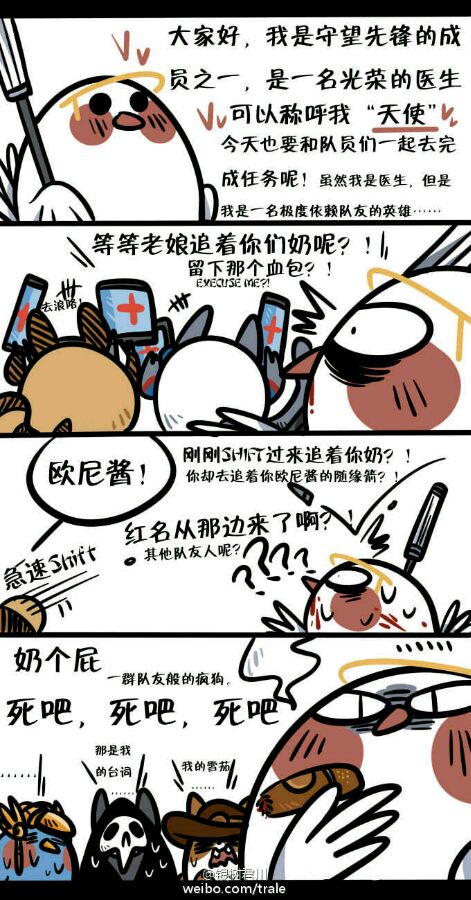 大家好，我是守望先锋的成
员之一，是一名光荣的医生
可以称呼我“天使”
今天也要和队员们一起去完
成任务呢！虽然我是医生，但是
我是一名极度依赖队友的英雄……
等等老娘追着你们奶呢？！
留下那个血包？！
EXECUSE ME?!
去浪咯！
欧尼酱！
刚刚SHIFT过来追着你奶？！
你却去追着你欧尼酱的随缘箭？！
红名从那边来了啊？！
其他队友人呢？
????
急速Shift
奶个屁
一群队友般的疯狗。
死吧，死吧，死吧
那是我
的台词
……
我的雪茄
……
……
......
weibo.com/trale